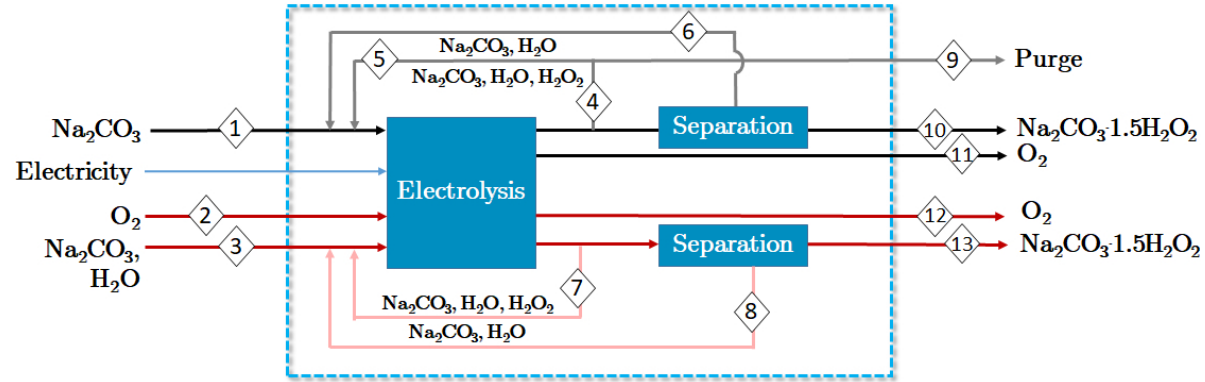 6
Na₂CO₃, H₂O
5
9
Purge
Na₂CO₃, H₂O, H₂O₂
4
Na₂CO₃
1
Separation
10
Na₂CO₃·1.5H₂O₂
11
O₂
Electricity
Electrolysis
O₂
2
12
O₂
Na₂CO₃,
H₂O
3
Separation
13
Na₂CO₃·1.5H₂O₂
7
Na₂CO₃, H₂O, H₂O₂
8
Na₂CO₃, H₂O